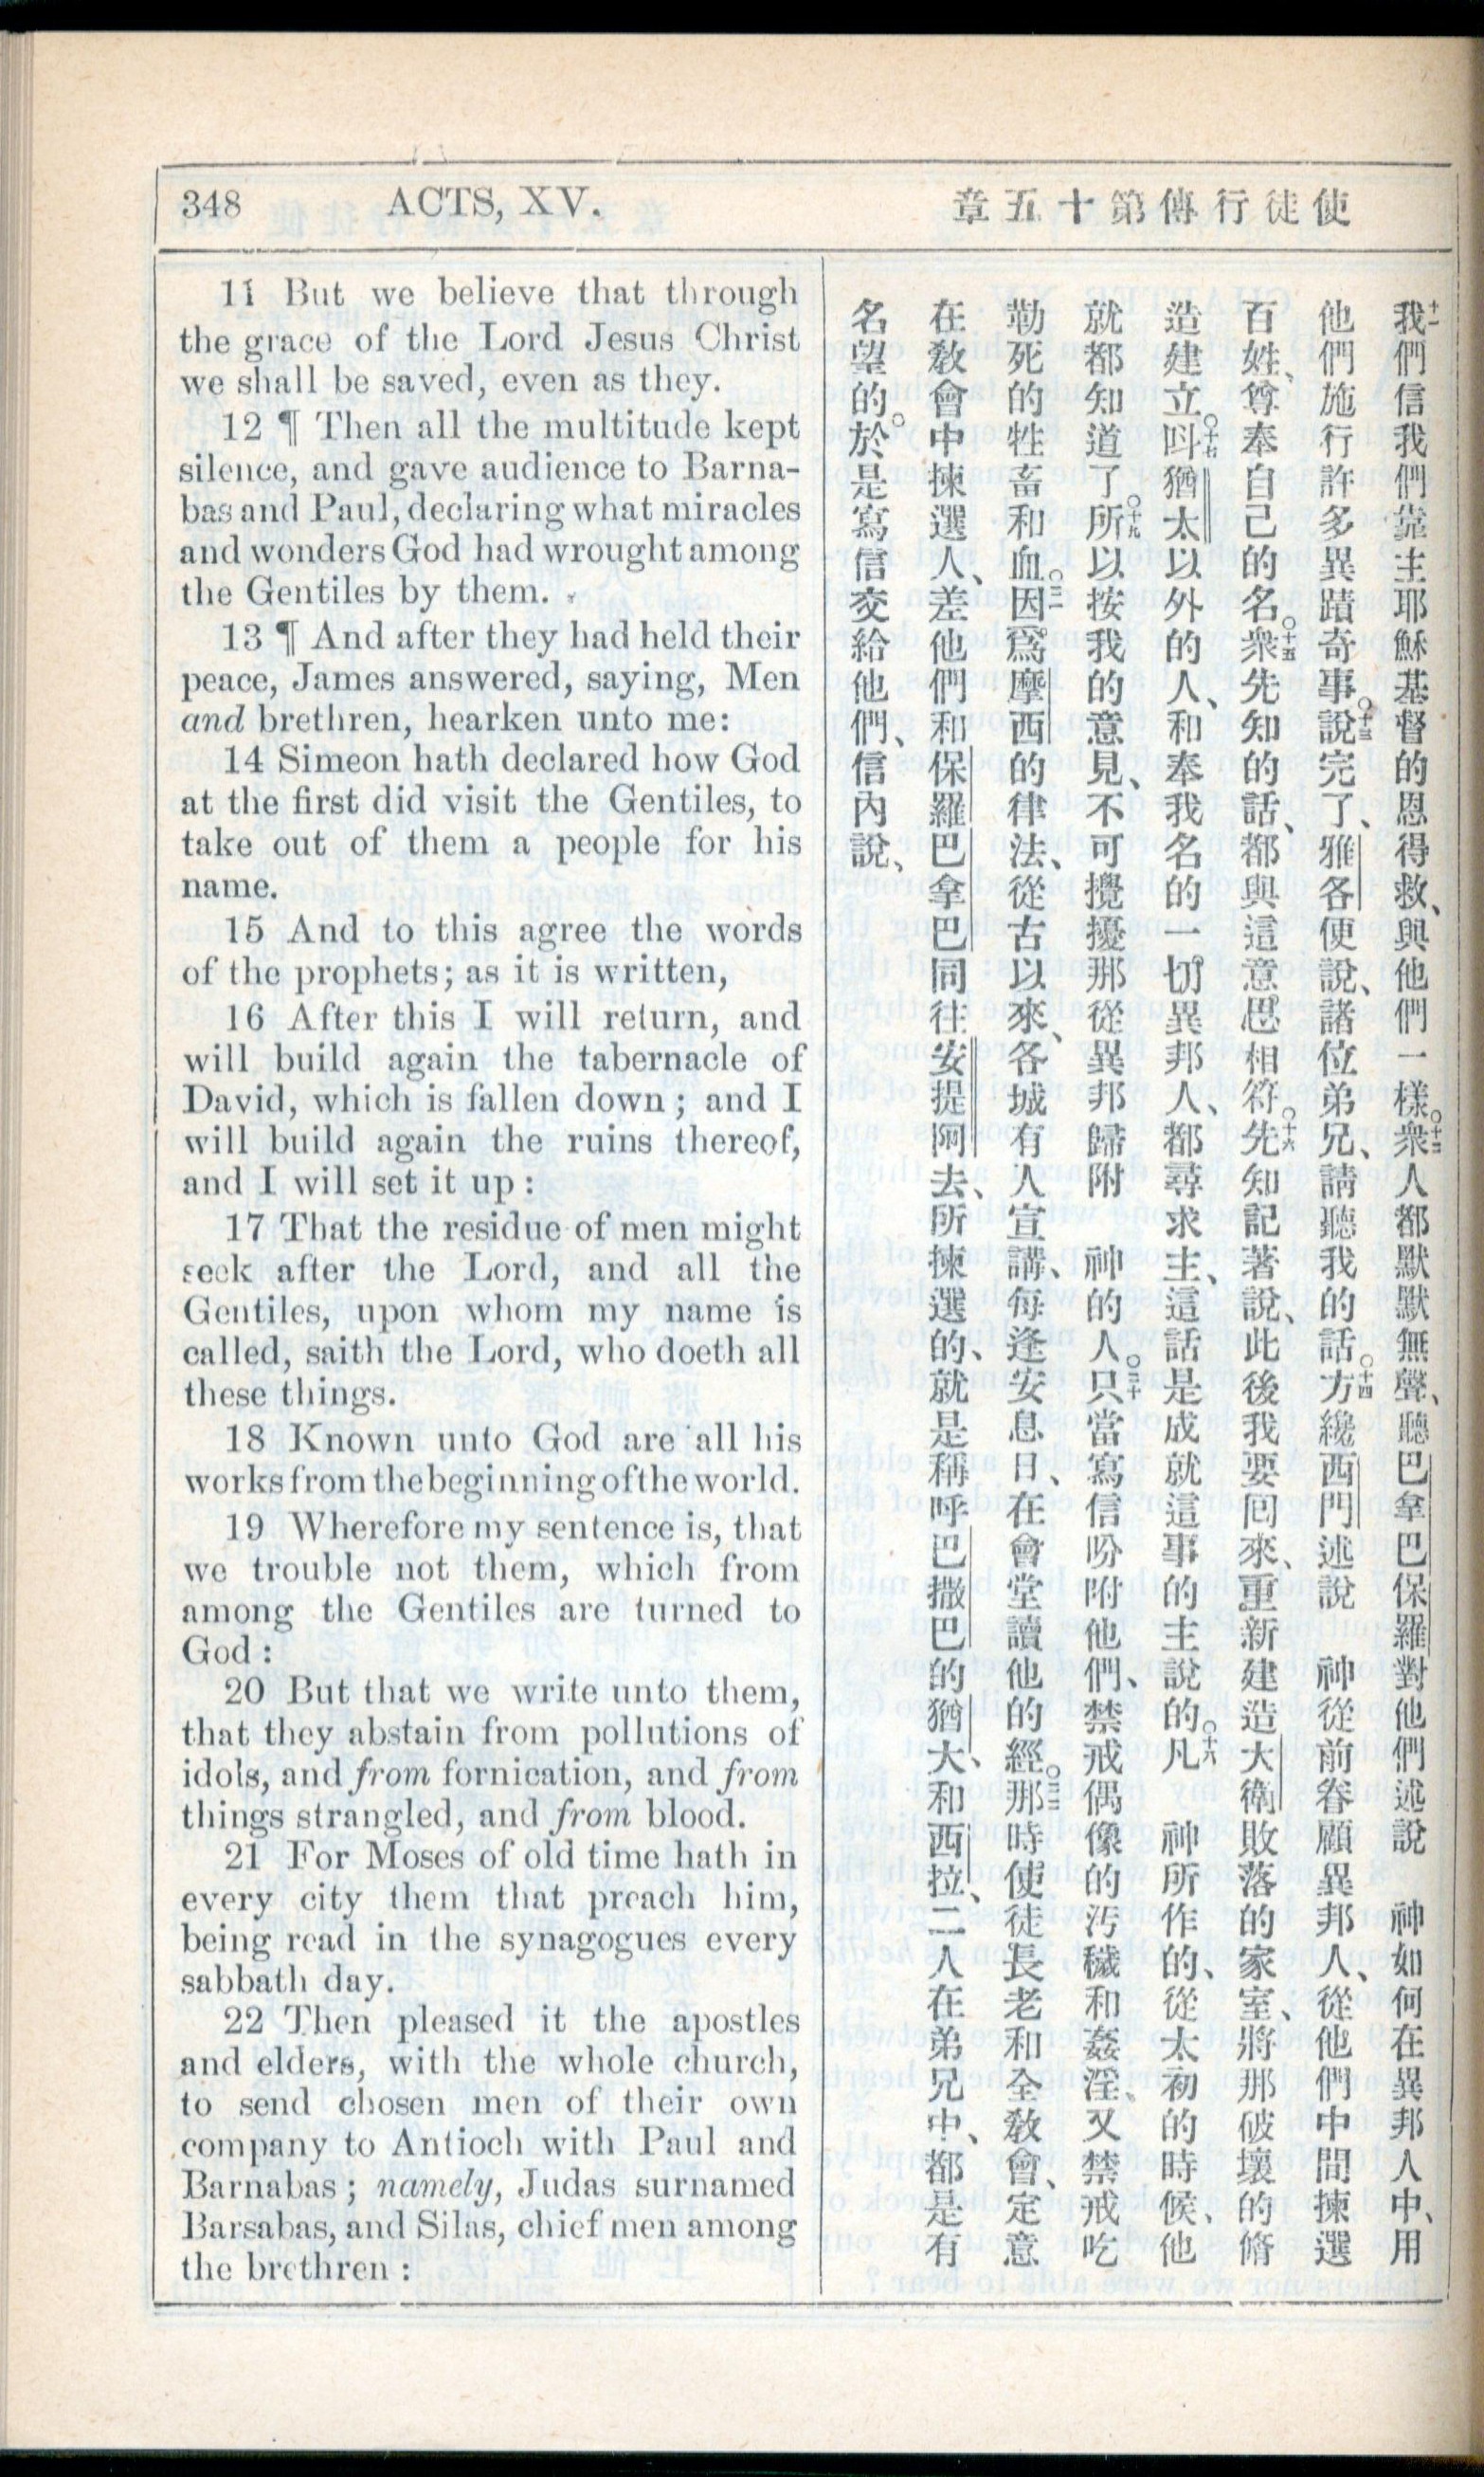 348 ACTS, XV.
使徒行傳第十五章
11 But we believe that through
the grace of the Lord Jesus Christ
we shall be saved, even as they.
12 ¶ Then all the multitude kept
silence, and gave audience to Barna-
bas and Paul, declaring what miracles
and wonders God had wrought among
the Gentiles by them.
13 ¶ And after they had held their
peace, James answered, saying, Men
and brethren, hearken unto me:
14 Simeon hath declared how God
at the first did visit the Gentiles, to
take out of them a people for his
name.
15 And to this agree the words
of the prophets; as it is written,
16 After this I will return, and
will build again the tabernacle of
David, which is fallen down; and I
will build again the ruins thereof,
and I will set it up:
17 That the residue of men might
seek after the Lord, and all the
Gentiles, upon whom my name is
called, saith the Lord, who doeth all
these things.
18 Known unto God are all his
works from the beginning of the world.
19 Wherefore my sentence is, that
we trouble not them, which from
among the Gentiles are turned to
God:
20 But that we write unto them,
that they abstain from pollutions of
idols, and from fornication, and from
things strangled, and from blood.
21 For Moses of old time hath in
every city them that preach him,
being read in the synagogues every
sabbath day.
22 Then pleased it the apostles
and elders, with the whole church,
to send chosen men of their own
company to Antioch with Paul and
Barnabas; namely, Judas surnamed
Barsabas, and Silas, chief men among
the brethren:
十一我們信我們靠主耶穌基督的恩得救、與他們一樣。十二衆人都默默無聲、聽巴拿巴保羅對他們述說 神如何在異邦人中、用
他們施行許多異蹟奇事。十三說完了、雅各便說、諸位弟兄、請聽我的話。十四方纔西門述說 神從前眷顧異邦人、從他們中間揀選
百姓、尊奉自己的名。十五衆先知的話、都與這意思相符。十六先知記著說、此後我要回來、重新建造大衛敗落的家室、將那破壞的脩
造建立。十七呌猶太以外的人、和奉我名的一切異邦人、都尋求主、這話是成就這事的主說的。十八凡 神所作的、從太初的時候、他
就都知道了。十九所以按我的意見、不可攪擾那從異邦歸附 神的人。二十只當寫信吩咐他們、禁戒偶像的汚穢和姦淫、又禁戒吃
勒死的牲畜和血。二一因爲摩西的律法、從古以來、各城有人宣講、每逢安息日、在會堂讀他的經。二二那時使徒長老和全敎會、定意
在敎會中揀選人、差他們和保羅巴拿巴同往安提阿去、所揀選的、就是稱呼巴撒巴的猶大、和西拉、二人在弟兄中、都是有
名望的。於是寫信交給他們、信內說、